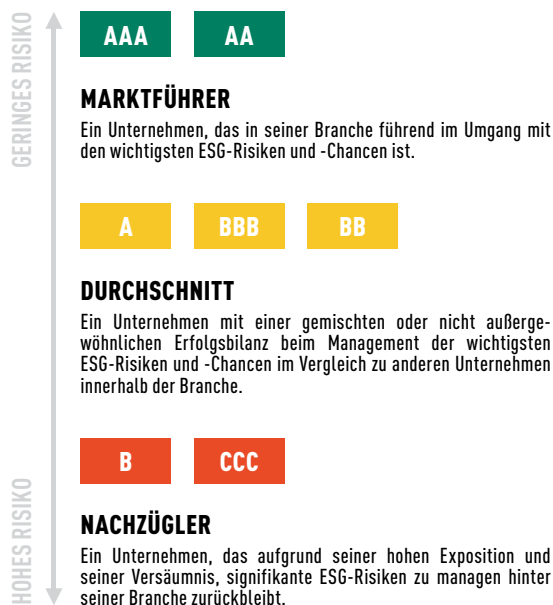 GERINGES RISIKO
AAA AA
MARKTFÜHRER
Ein Unternehmen, das in seiner Branche führend im Umgang mit
den wichtigsten ESG-Risiken und -Chancen ist.
A BBB BB
DURCHSCHNITT
Ein Unternehmen mit einer gemischten oder nicht außerge-
wöhnlichen Erfolgsbilanz beim Management der wichtigsten
ESG-Risiken und -Chancen im Vergleich zu anderen Unternehmen
innerhalb der Branche.
B CCC
HOHES RISIKO
NACHZÜGLER
Ein Unternehmen, das aufgrund seiner hohen Exposition und
seiner Versäumnis, signifikante ESG-Risiken zu managen hinter
seiner Branche zurückbleibt.